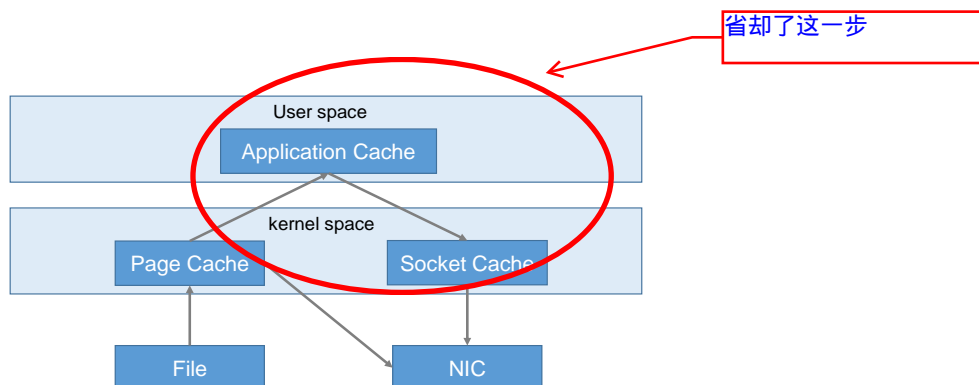 省却了这一步
User space
Application Cache
kernel space
Page Cache
Socket Cache
File
NIC